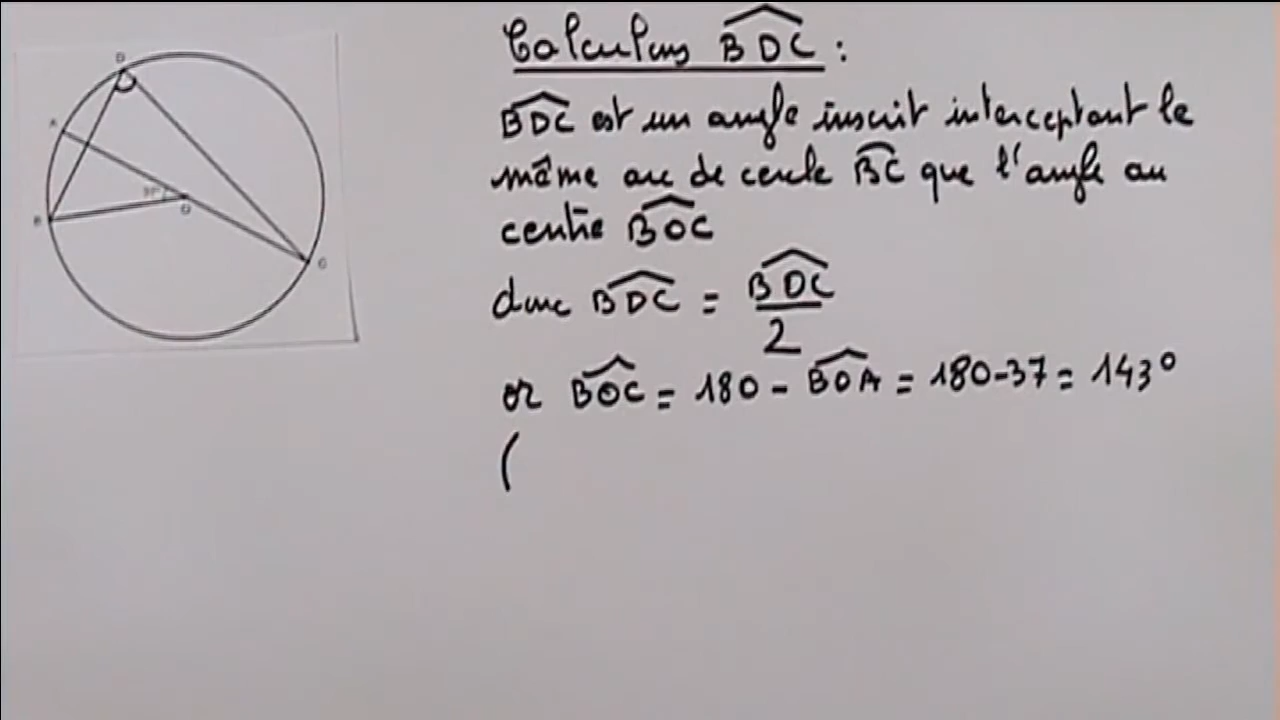 Calculons BDC :
BDC est un angle inscrit interceptant le
même arc de cercle BC que l'angle au
centre BOC
donc BDC = BDC / 2
or BOC = 180 - BOA = 180-37 = 143°
(
D
A
B
O
C